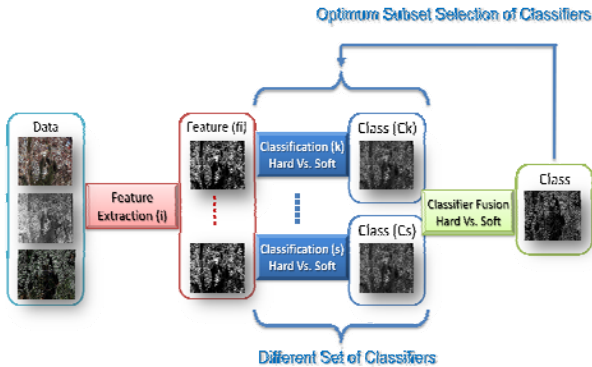 Optimum Subset Selection of Classifiers
Data
Feature (fi)
Classification (k)
Hard Vs. Soft
Class (Ck)
Feature
Extraction (i)
Classifier Fusion
Hard Vs. Soft
Class
Classification (s)
Hard Vs. Soft
Class (Cs)
Different Set of Classifiers